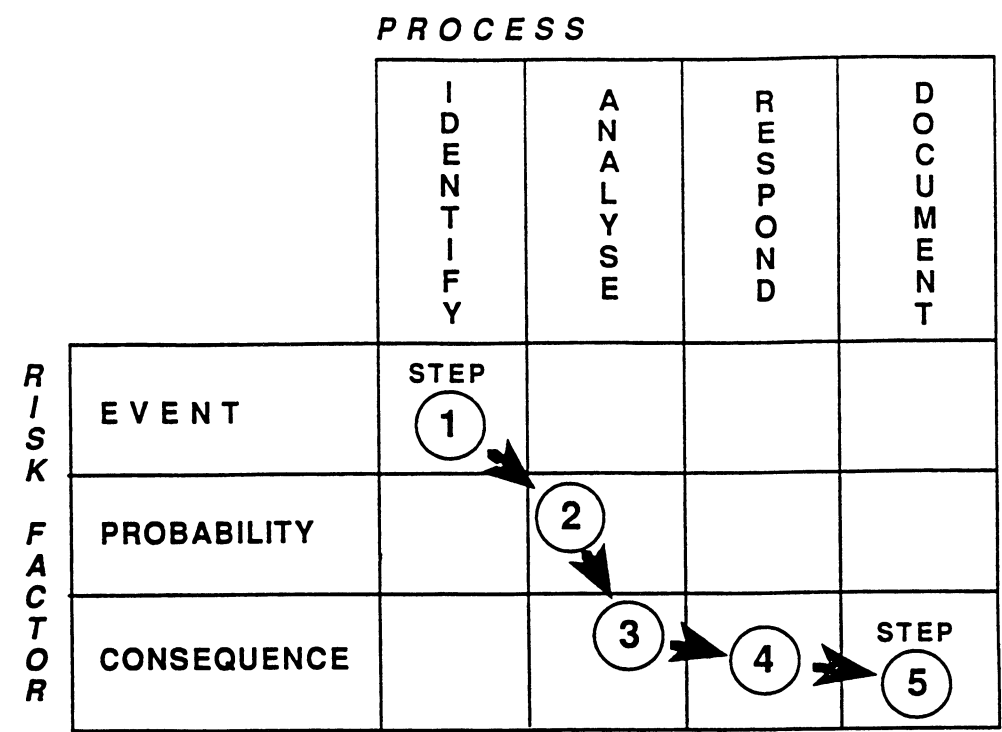 PROCESS
IDENTIFY
ANALYSE
RESPOND
DOCUMENT
RISK FACTOR
EVENT
STEP
1
PROBABILITY
2
CONSEQUENCE
3
4
STEP
5